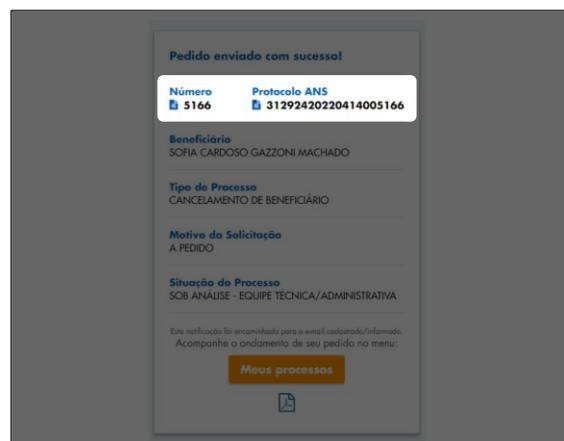 Pedido enviado com sucesso!
Número Protocolo ANS
5166 31292420220414005166
Beneficiário
SOFIA CARDOSO GAZZONI MACHADO
Tipo de Processo
CANCELAMENTO DE BENEFICIÁRIO
Motivo da Solicitação
A PEDIDO
Situação do Processo
SOB ANÁLISE - EQUIPE TÉCNICA/ADMINISTRATIVA
Esta notificação foi encaminhada para o e-mail cadastrado/informado.
Acompanhe o andamento de seu pedido no menu:
Meus processos